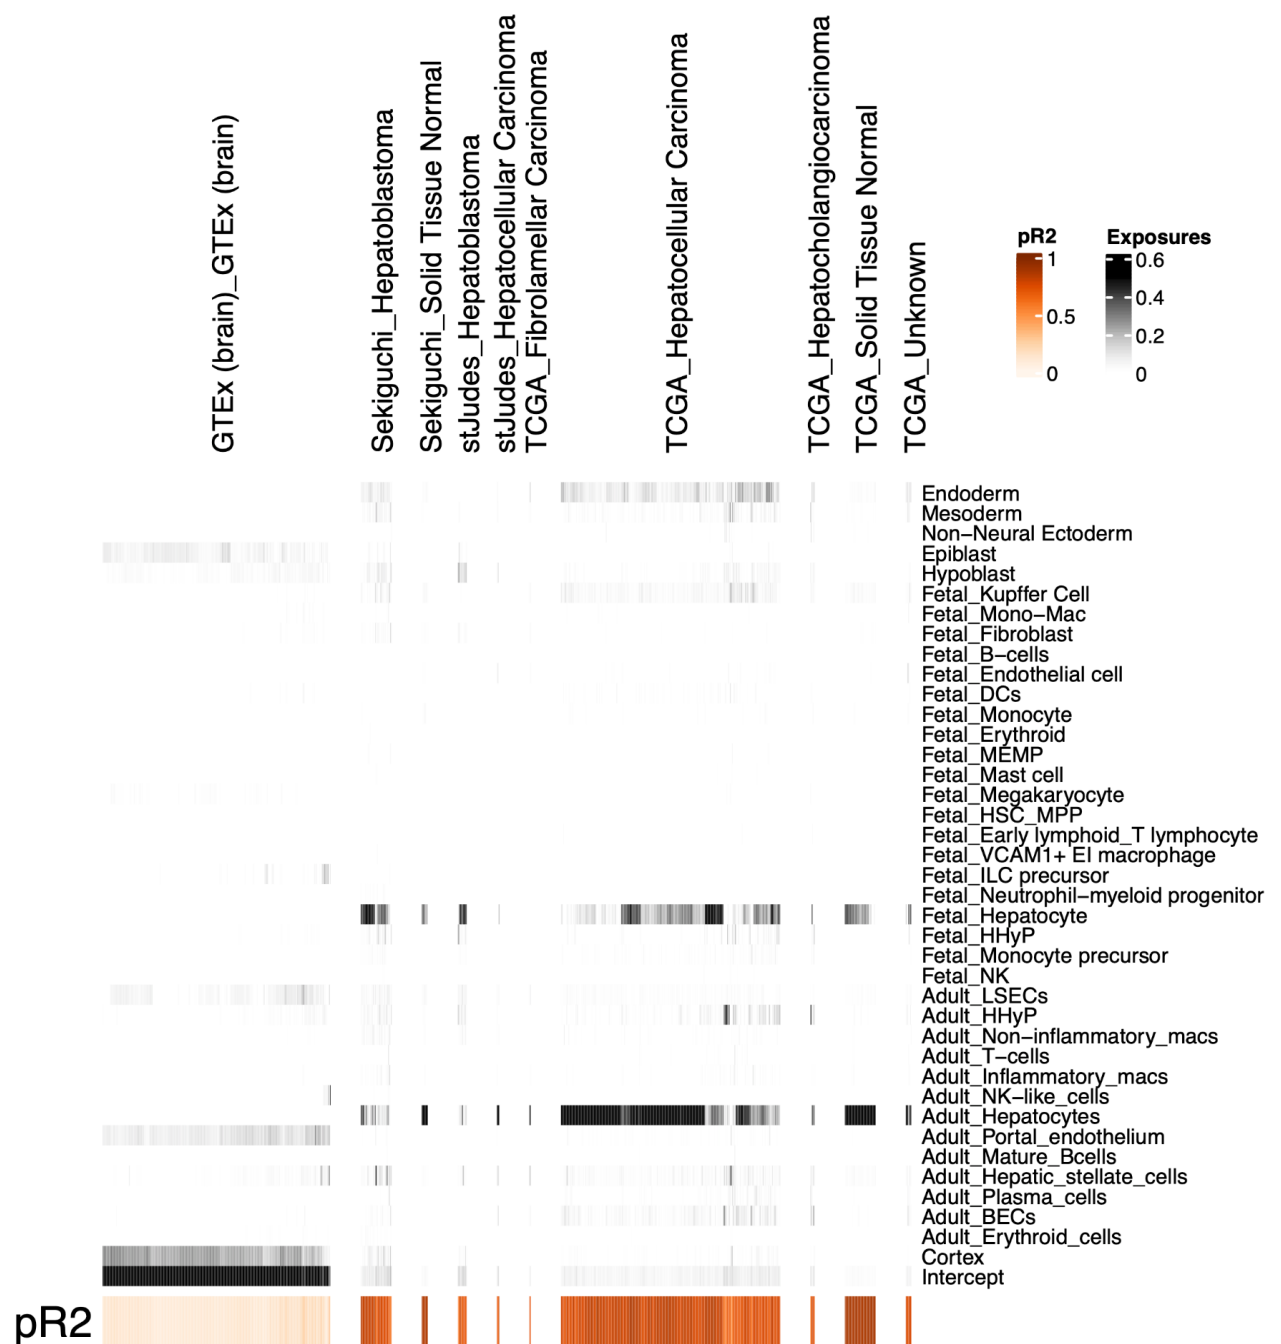 GTEx (brain)_GTEx (brain)
Sekiguchi_Hepatoblastoma
Sekiguchi_Solid Tissue Normal
stJudes_Hepatoblastoma
stJudes_Hepatocellular Carcinoma
TCGA_Fibrolamellar Carcinoma
TCGA_Hepatocellular Carcinoma
TCGA_Hepatocholangiocarcinoma
TCGA_Solid Tissue Normal
TCGA_Unknown
pR2
1
0.5
0
Exposures
0.6
0.4
0.2
0
Endoderm
Mesoderm
Non−Neural Ectoderm
Epiblast
Hypoblast
Fetal_Kupffer Cell
Fetal_Mono−Mac
Fetal_Fibroblast
Fetal_B−cells
Fetal_Endothelial cell
Fetal_DCs
Fetal_Monocyte
Fetal_Erythroid
Fetal_MEMP
Fetal_Mast cell
Fetal_Megakaryocyte
Fetal_HSC_MPP
Fetal_Early lymphoid_T lymphocyte
Fetal_VCAM1+ EI macrophage
Fetal_ILC precursor
Fetal_Neutrophil−myeloid progenitor
Fetal_Hepatocyte
Fetal_HHyP
Fetal_Monocyte precursor
Fetal_NK
Adult_LSECs
Adult_HHyP
Adult_Non−inflammatory_macs
Adult_T−cells
Adult_Inflammatory_macs
Adult_NK−like_cells
Adult_Hepatocytes
Adult_Portal_endothelium
Adult_Mature_Bcells
Adult_Hepatic_stellate_cells
Adult_Plasma_cells
Adult_BECs
Adult_Erythroid_cells
Cortex
Intercept
pR2